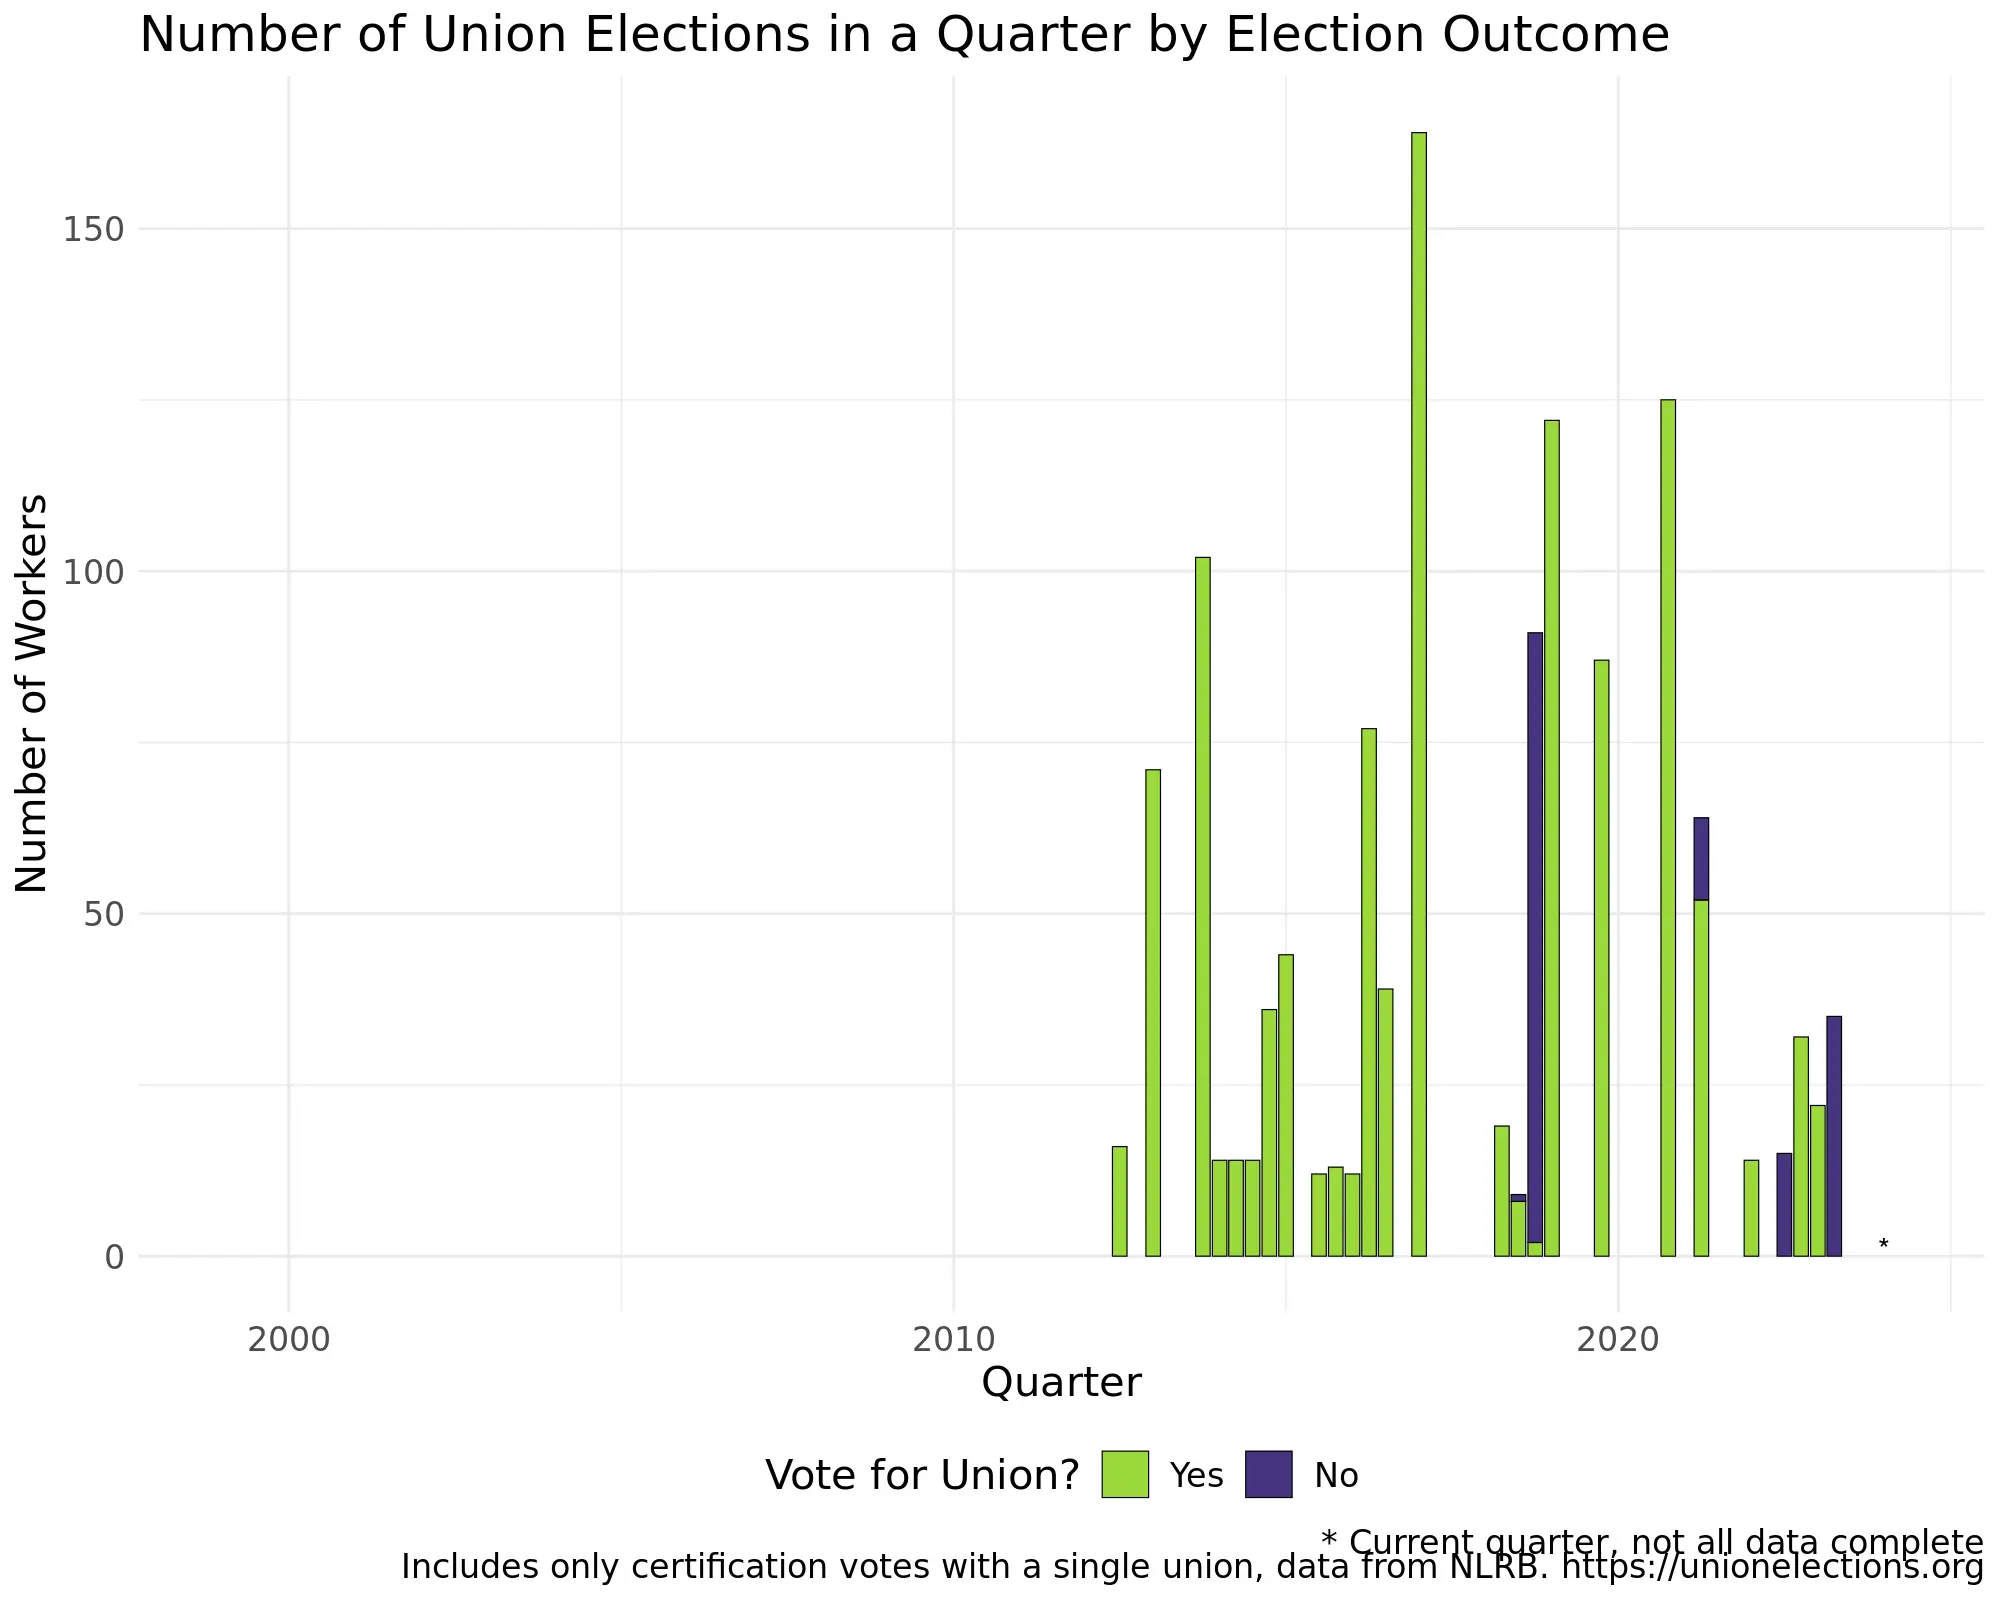 Number of Union Elections in a Quarter by Election Outcome
Number of Workers
150
100
50
0
*
2000 2010 2020
Quarter
Vote for Union? Yes No
* Current quarter, not all data complete
Includes only certification votes with a single union, data from NLRB. https://unionelections.org